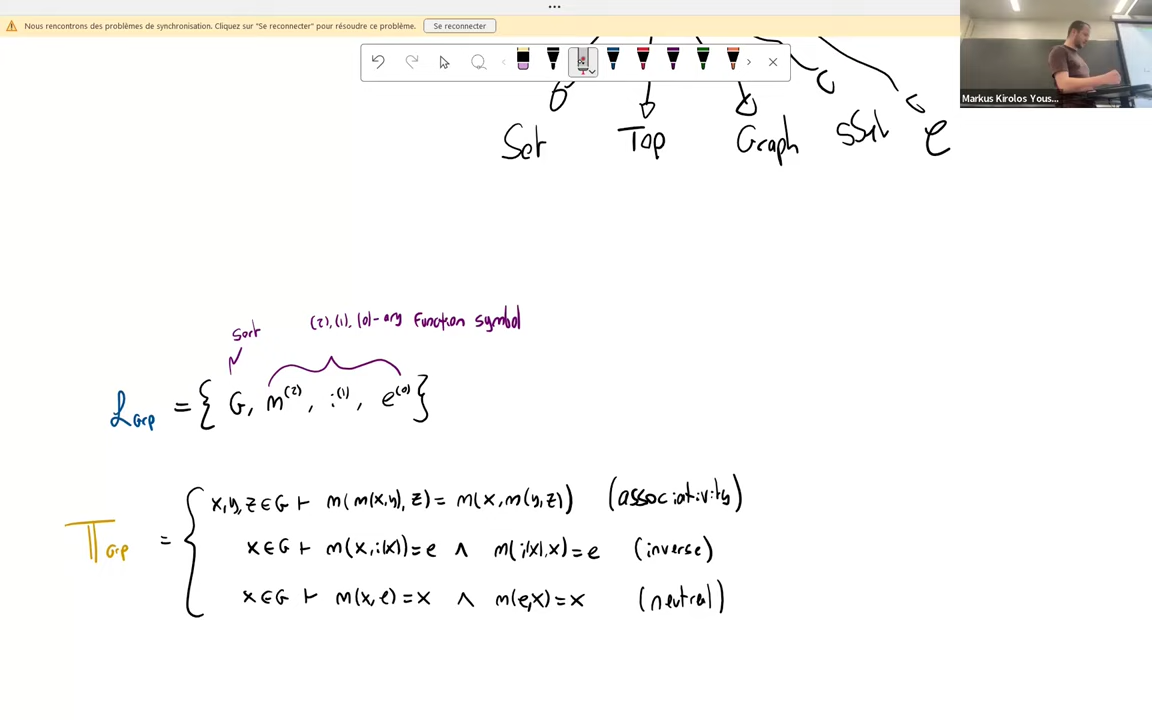 Nous rencontrons des problèmes de synchronisation. Cliquez sur "Se reconnecter" pour résoudre ce problème. Se reconnecter
Markus Kirolos Yous...
Set Top Graph sSet C
sort (2), (1), (0)-ary function symbol
L_Grp = { G, m^(2), i^(1), e^(0) }
x,y,z ∈ G ⊢ m(m(x,y), z) = m(x, m(y,z)) (associativity)
T_Grp = { x ∈ G ⊢ m(x, i(x)) = e ∧ m(i(x), x) = e (inverse)
x ∈ G ⊢ m(x, e) = x ∧ m(e, x) = x (neutral)